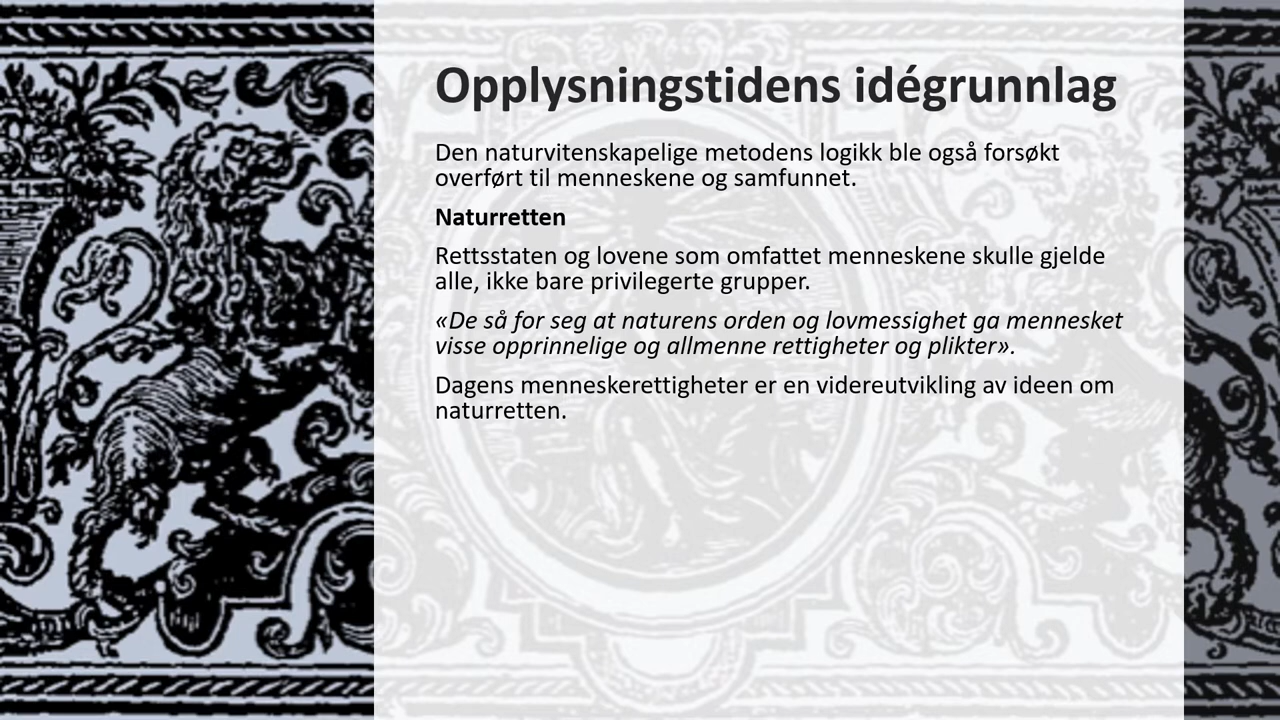 Opplysningstidens idégrunnlag
Den naturvitenskapelige metodens logikk ble også forsøkt
overført til menneskene og samfunnet.
Naturretten
Rettsstaten og lovene som omfattet menneskene skulle gjelde
alle, ikke bare privilegerte grupper.
«De så for seg at naturens orden og lovmessighet ga mennesket
visse opprinnelige og allmenne rettigheter og plikter».
Dagens menneskerettigheter er en videreutvikling av ideen om
naturretten.